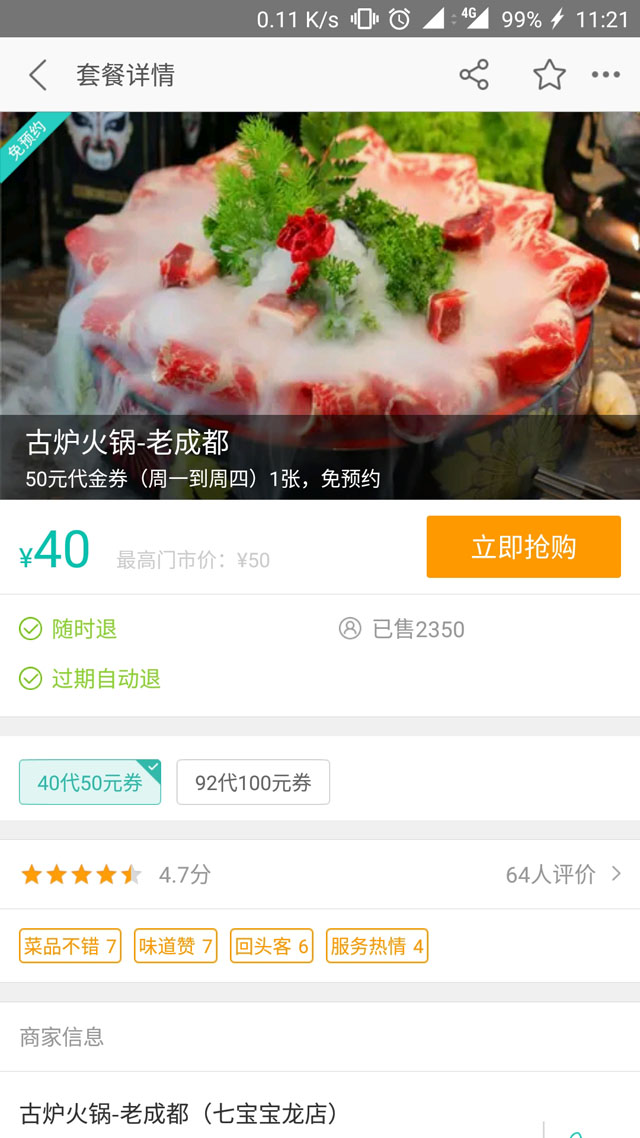 0.11 K/s 4G 99% 11:21
套餐详情
免预约
古炉火锅-老成都
50元代金券（周一到周四）1张，免预约
¥40 最高门市价：¥50 立即抢购
随时退 已售2350
过期自动退
40代50元券 92代100元券
4.7分 64人评价
菜品不错 7 味道赞 7 回头客 6 服务热情 4
商家信息
古炉火锅-老成都（七宝宝龙店）